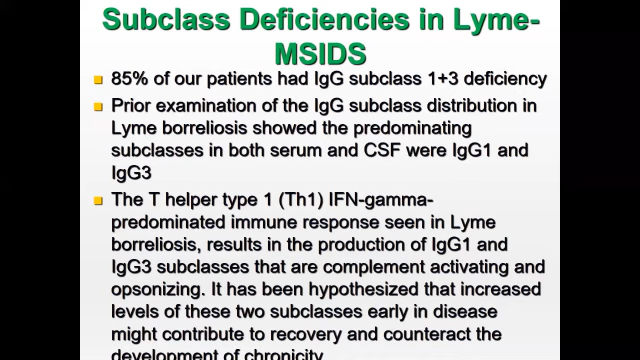 Subclass Deficiencies in Lyme-
MSIDS
85% of our patients had IgG subclass 1+3 deficiency
Prior examination of the IgG subclass distribution in
Lyme borreliosis showed the predominating
subclasses in both serum and CSF were IgG1 and
IgG3
The T helper type 1 (Th1) IFN-gamma-
predominated immune response seen in Lyme
borreliosis, results in the production of IgG1 and
IgG3 subclasses that are complement activating and
opsonizing. It has been hypothesized that increased
levels of these two subclasses early in disease
might contribute to recovery and counteract the
development of chronicity